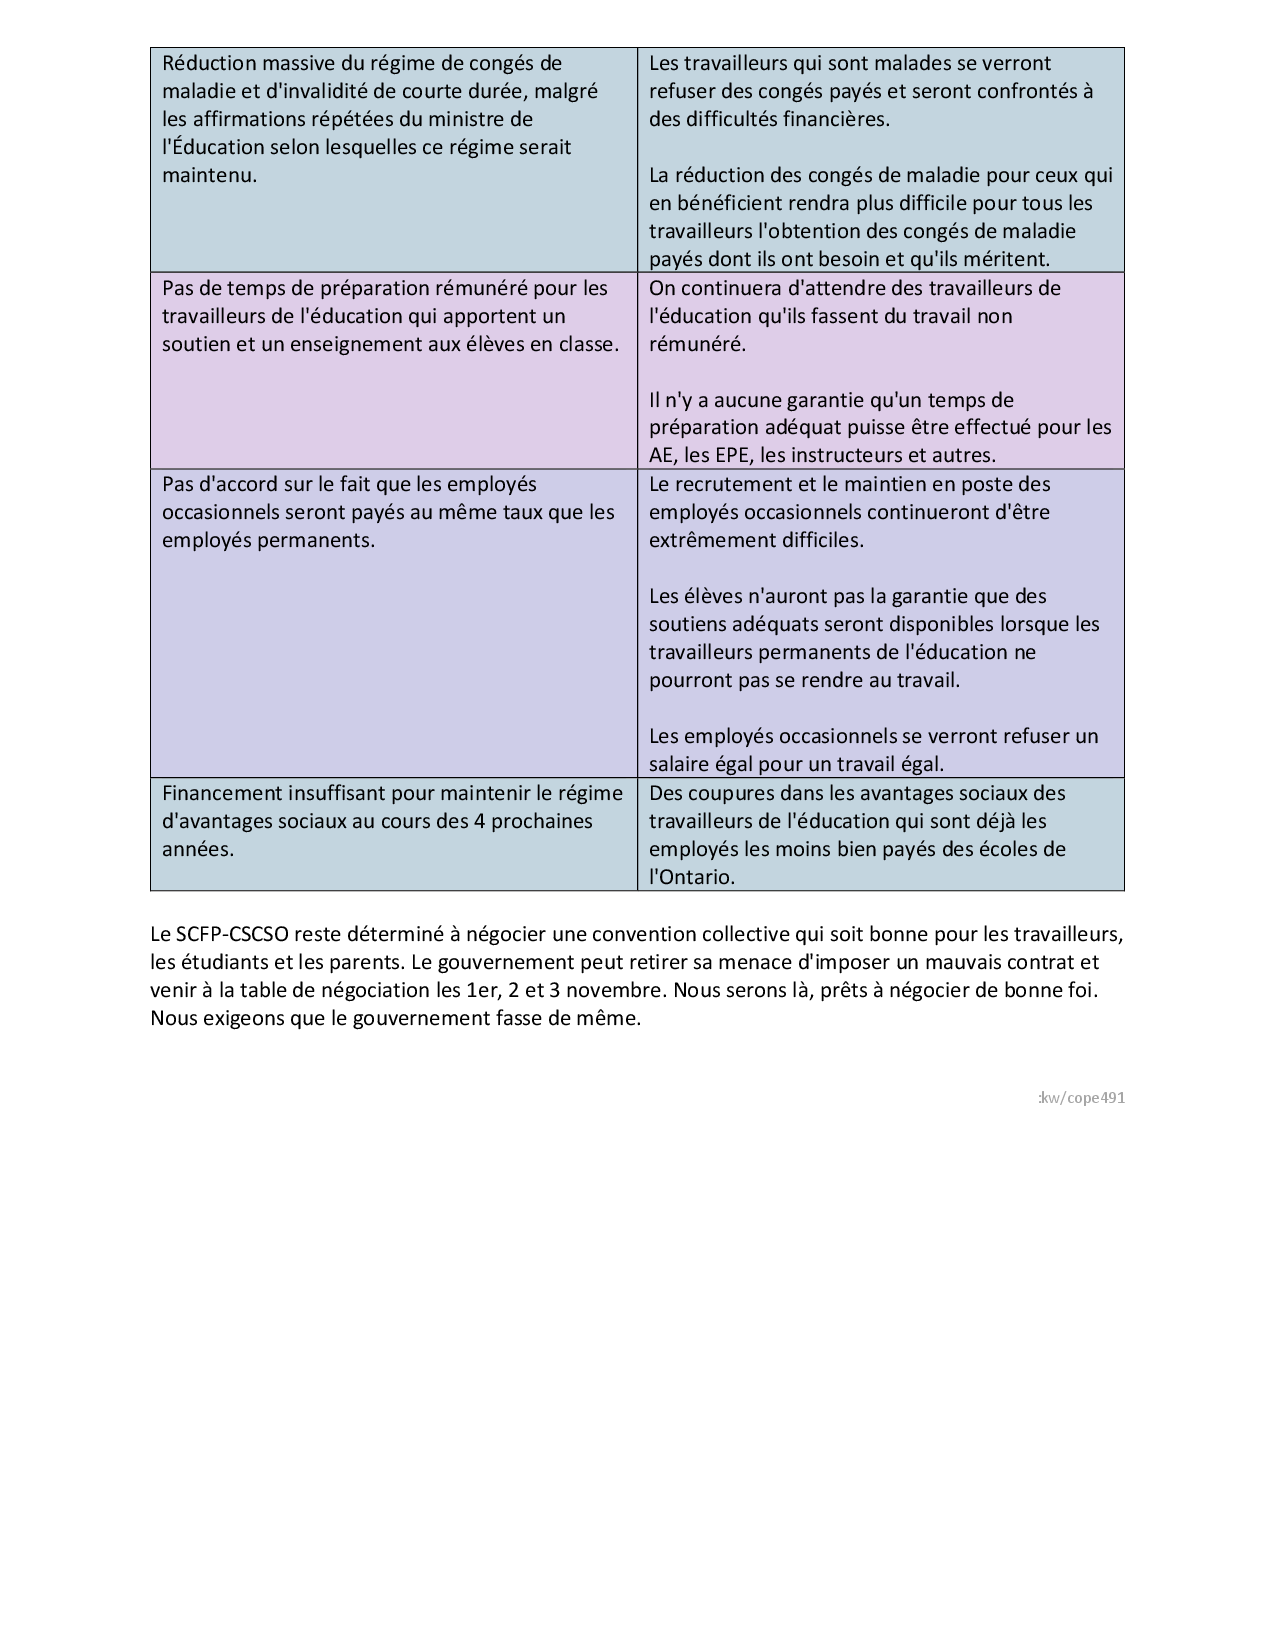 Réduction massive du régime de congés de
maladie et d'invalidité de courte durée, malgré
les affirmations répétées du ministre de
l'Éducation selon lesquelles ce régime serait
maintenu.
Les travailleurs qui sont malades se verront
refuser des congés payés et seront confrontés à
des difficultés financières.
La réduction des congés de maladie pour ceux qui
en bénéficient rendra plus difficile pour tous les
travailleurs l'obtention des congés de maladie
payés dont ils ont besoin et qu'ils méritent.
Pas de temps de préparation rémunéré pour les
travailleurs de l'éducation qui apportent un
soutien et un enseignement aux élèves en classe.
On continuera d'attendre des travailleurs de
l'éducation qu'ils fassent du travail non
rémunéré.
Il n'y a aucune garantie qu'un temps de
préparation adéquat puisse être effectué pour les
AE, les EPE, les instructeurs et autres.
Pas d'accord sur le fait que les employés
occasionnels seront payés au même taux que les
employés permanents.
Le recrutement et le maintien en poste des
employés occasionnels continueront d'être
extrêmement difficiles.
Les élèves n'auront pas la garantie que des
soutiens adéquats seront disponibles lorsque les
travailleurs permanents de l'éducation ne
pourront pas se rendre au travail.
Les employés occasionnels se verront refuser un
salaire égal pour un travail égal.
Financement insuffisant pour maintenir le régime
d'avantages sociaux au cours des 4 prochaines
années.
Des coupures dans les avantages sociaux des
travailleurs de l'éducation qui sont déjà les
employés les moins bien payés des écoles de
l'Ontario.
Le SCFP-CSCSO reste déterminé à négocier une convention collective qui soit bonne pour les travailleurs,
les étudiants et les parents. Le gouvernement peut retirer sa menace d'imposer un mauvais contrat et
venir à la table de négociation les 1er, 2 et 3 novembre. Nous serons là, prêts à négocier de bonne foi.
Nous exigeons que le gouvernement fasse de même.
:kw/cope491